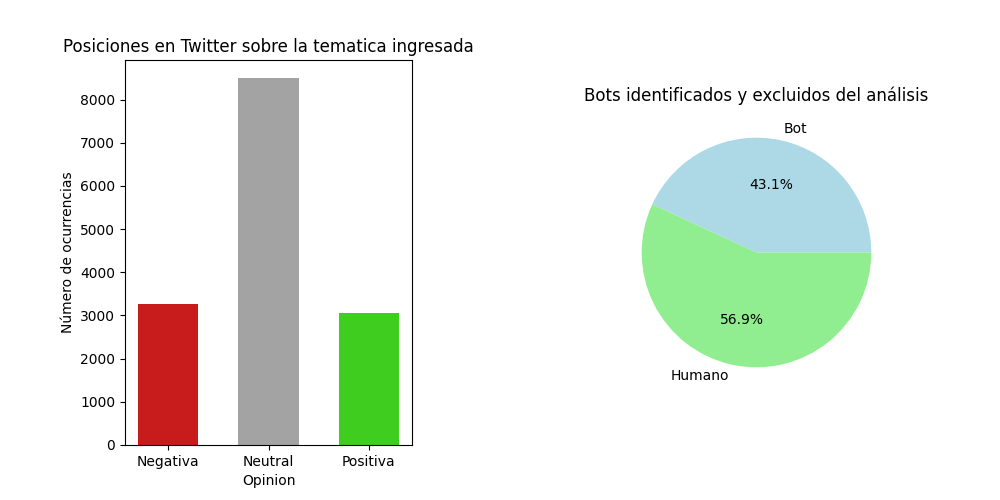 Posiciones en Twitter sobre la tematica ingresada
Número de ocurrencias
8000
7000
6000
5000
4000
3000
2000
1000
0
Negativa
Neutral
Positiva
Opinion
Bots identificados y excluidos del análisis
Bot
43.1%
56.9%
Humano